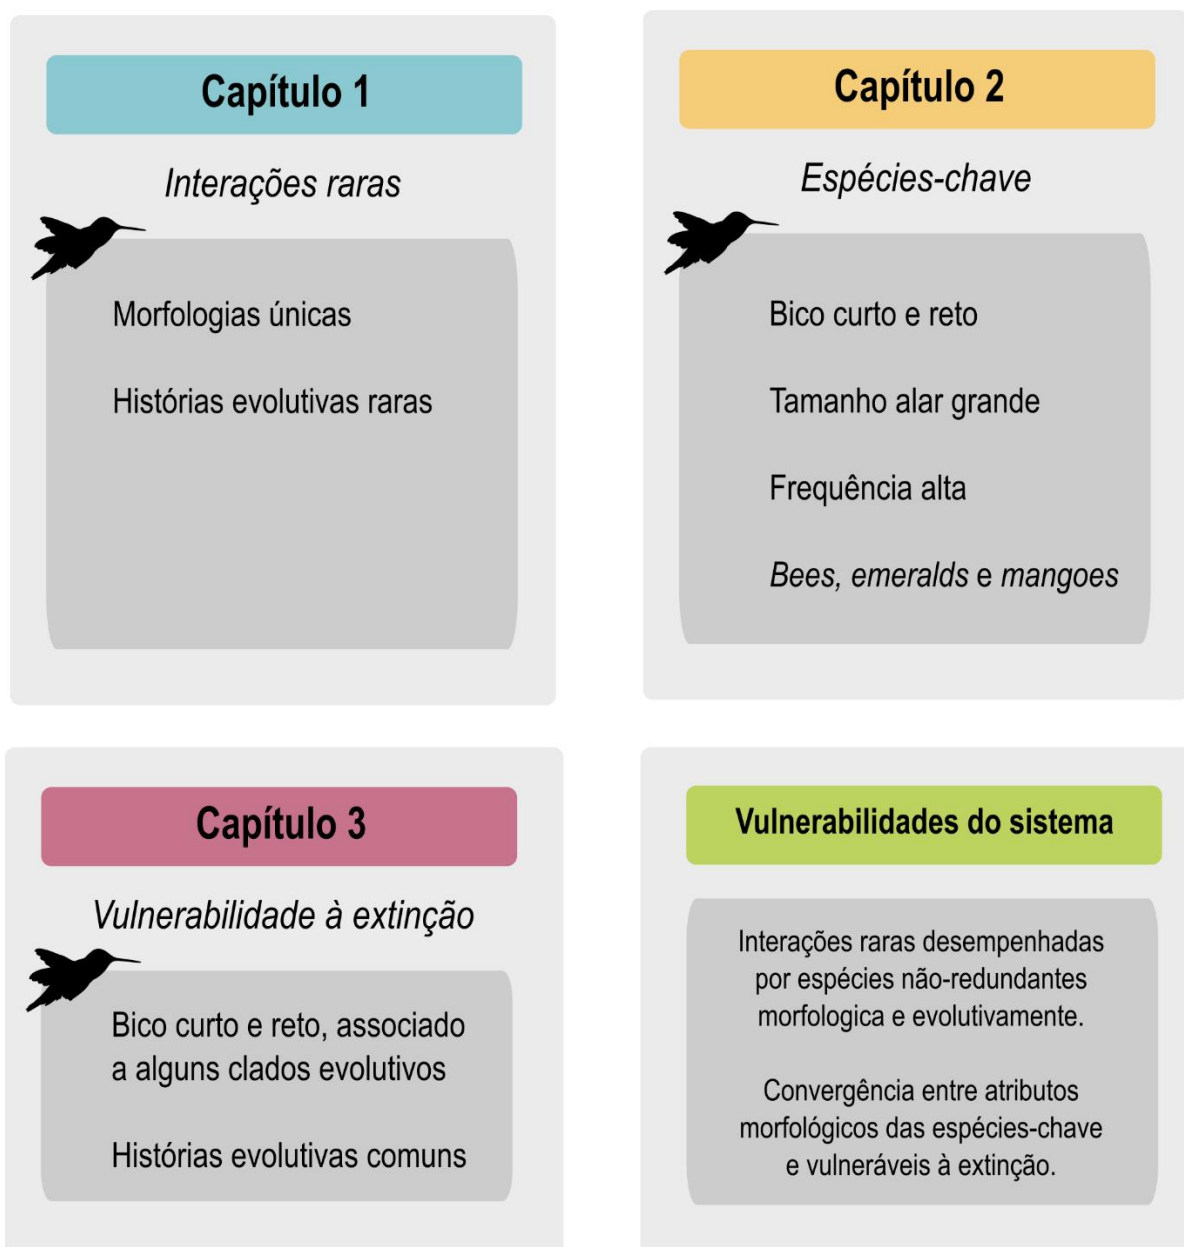 Capítulo 1
Interações raras
Morfologias únicas
Histórias evolutivas raras
Capítulo 2
Espécies-chave
Bico curto e reto
Tamanho alar grande
Frequência alta
Bees, emeralds e mangoes
Capítulo 3
Vulnerabilidade à extinção
Bico curto e reto, associado
a alguns clados evolutivos
Histórias evolutivas comuns
Vulnerabilidades do sistema
Interações raras desempenhadas
por espécies não-redundantes
morfologica e evolutivamente.
Convergência entre atributos
morfológicos das espécies-chave
e vulneráveis à extinção.